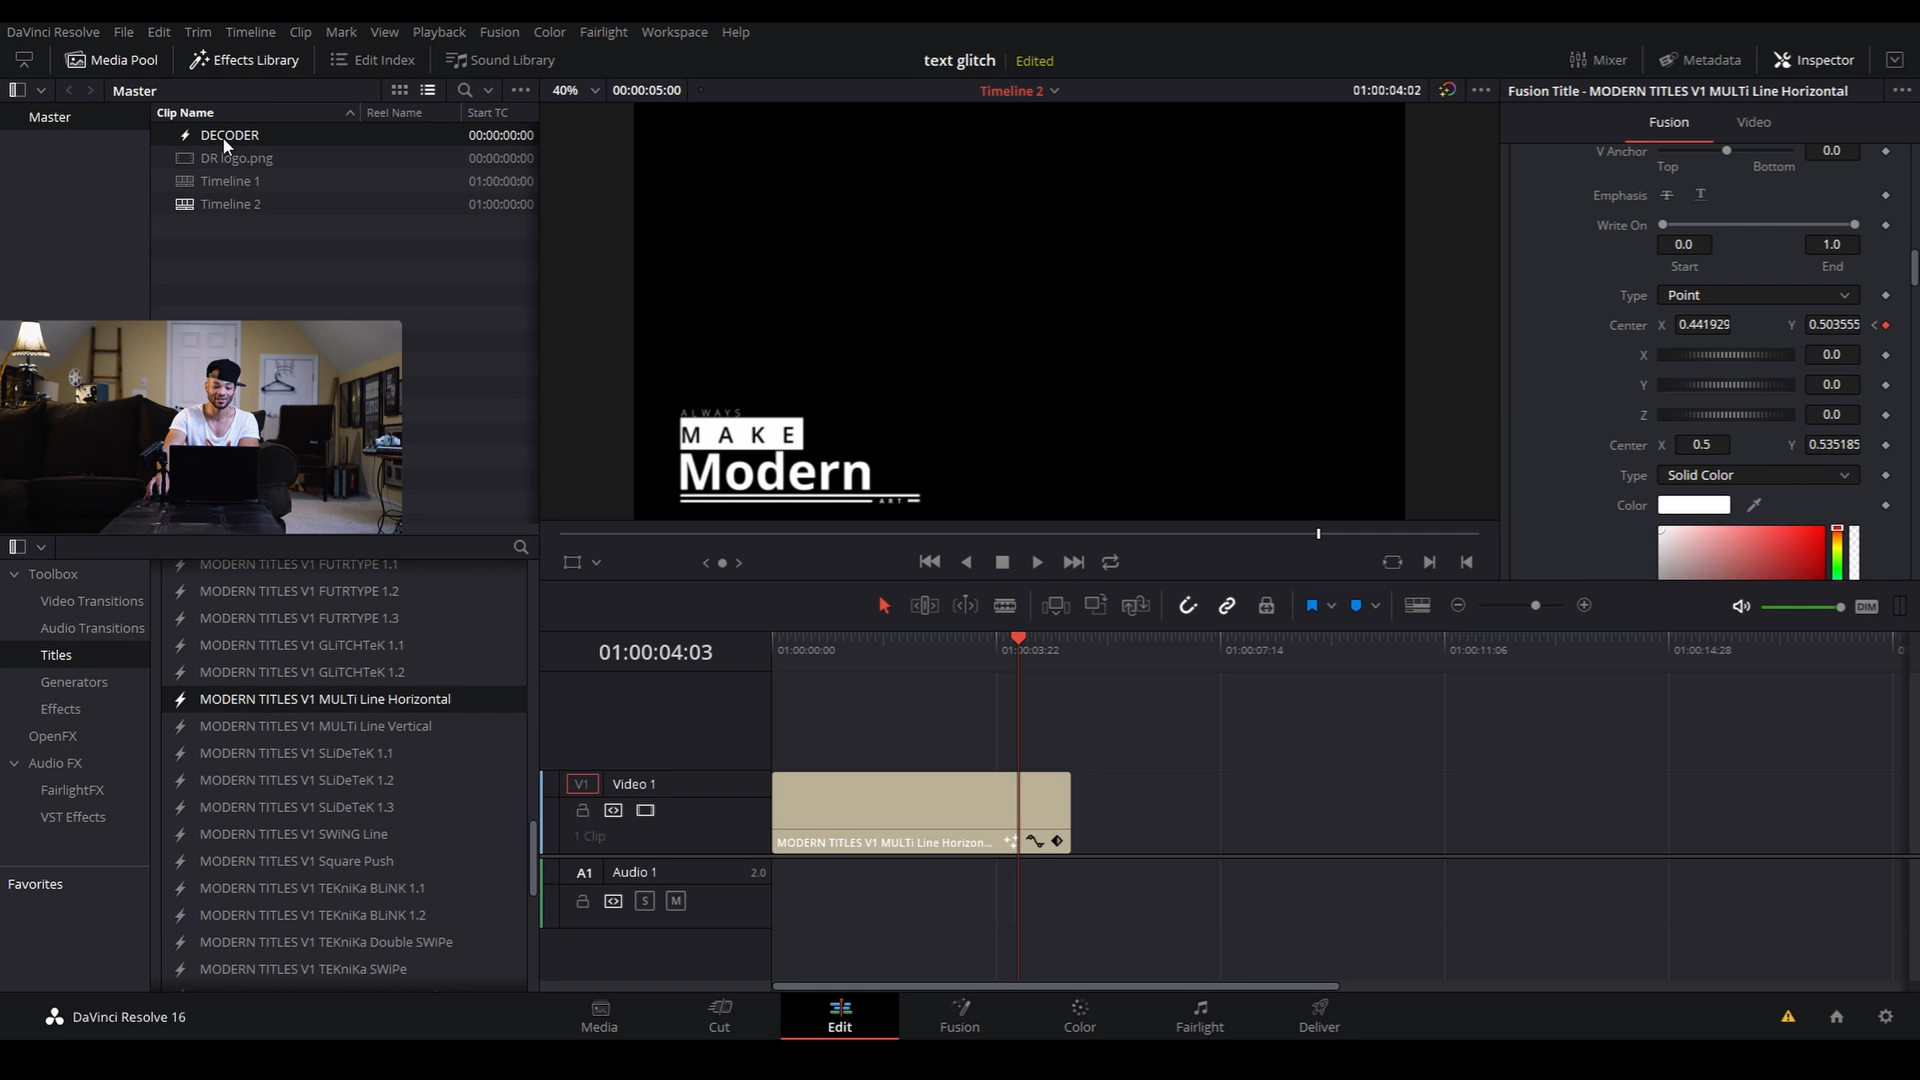 DaVinci Resolve File Edit Trim Timeline Clip Mark View Playback Fusion Color Fairlight Workspace Help
Media Pool Effects Library Edit Index Sound Library text glitch Edited Mixer Metadata Inspector
Master 40% 00:00:05:00 Timeline 2 01:00:04:02 Fusion Title - MODERN TITLES V1 MULTi Line Horizontal
Master
Clip Name Reel Name Start TC
DECODER 00:00:00:00
DR logo.png 00:00:00:00
Timeline 1 01:00:00:00
Timeline 2 01:00:00:00
ALWAYS
MAKE
Modern
ART
Fusion Video
V Anchor 0.0
Top Bottom
Emphasis T T
Write On
0.0 1.0
Start End
Type Point
Center X 0.441929 Y 0.503555
X 0.0
Y 0.0
Z 0.0
Center X 0.5 Y 0.535185
Type Solid Color
Color
Toolbox
Video Transitions
Audio Transitions
Titles
Generators
Effects
OpenFX
Audio FX
FairlightFX
VST Effects
Favorites
MODERN TITLES V1 FUTRTYPE 1.1
MODERN TITLES V1 FUTRTYPE 1.2
MODERN TITLES V1 FUTRTYPE 1.3
MODERN TITLES V1 GLiTCHTeK 1.1
MODERN TITLES V1 GLiTCHTeK 1.2
MODERN TITLES V1 MULTi Line Horizontal
MODERN TITLES V1 MULTi Line Vertical
MODERN TITLES V1 SLiDeTeK 1.1
MODERN TITLES V1 SLiDeTeK 1.2
MODERN TITLES V1 SLiDeTeK 1.3
MODERN TITLES V1 SWiNG Line
MODERN TITLES V1 Square Push
MODERN TITLES V1 TEKniKa BLiNK 1.1
MODERN TITLES V1 TEKniKa BLiNK 1.2
MODERN TITLES V1 TEKniKa Double SWiPe
MODERN TITLES V1 TEKniKa SWiPe
DIM
01:00:04:03 01:00:00:00 01:00:03:22 01:00:07:14 01:00:11:06 01:00:14:28
V1 Video 1
1 Clip
MODERN TITLES V1 MULTi Line Horizon...
A1 Audio 1 2.0
S M
DaVinci Resolve 16 Media Cut Edit Fusion Color Fairlight Deliver